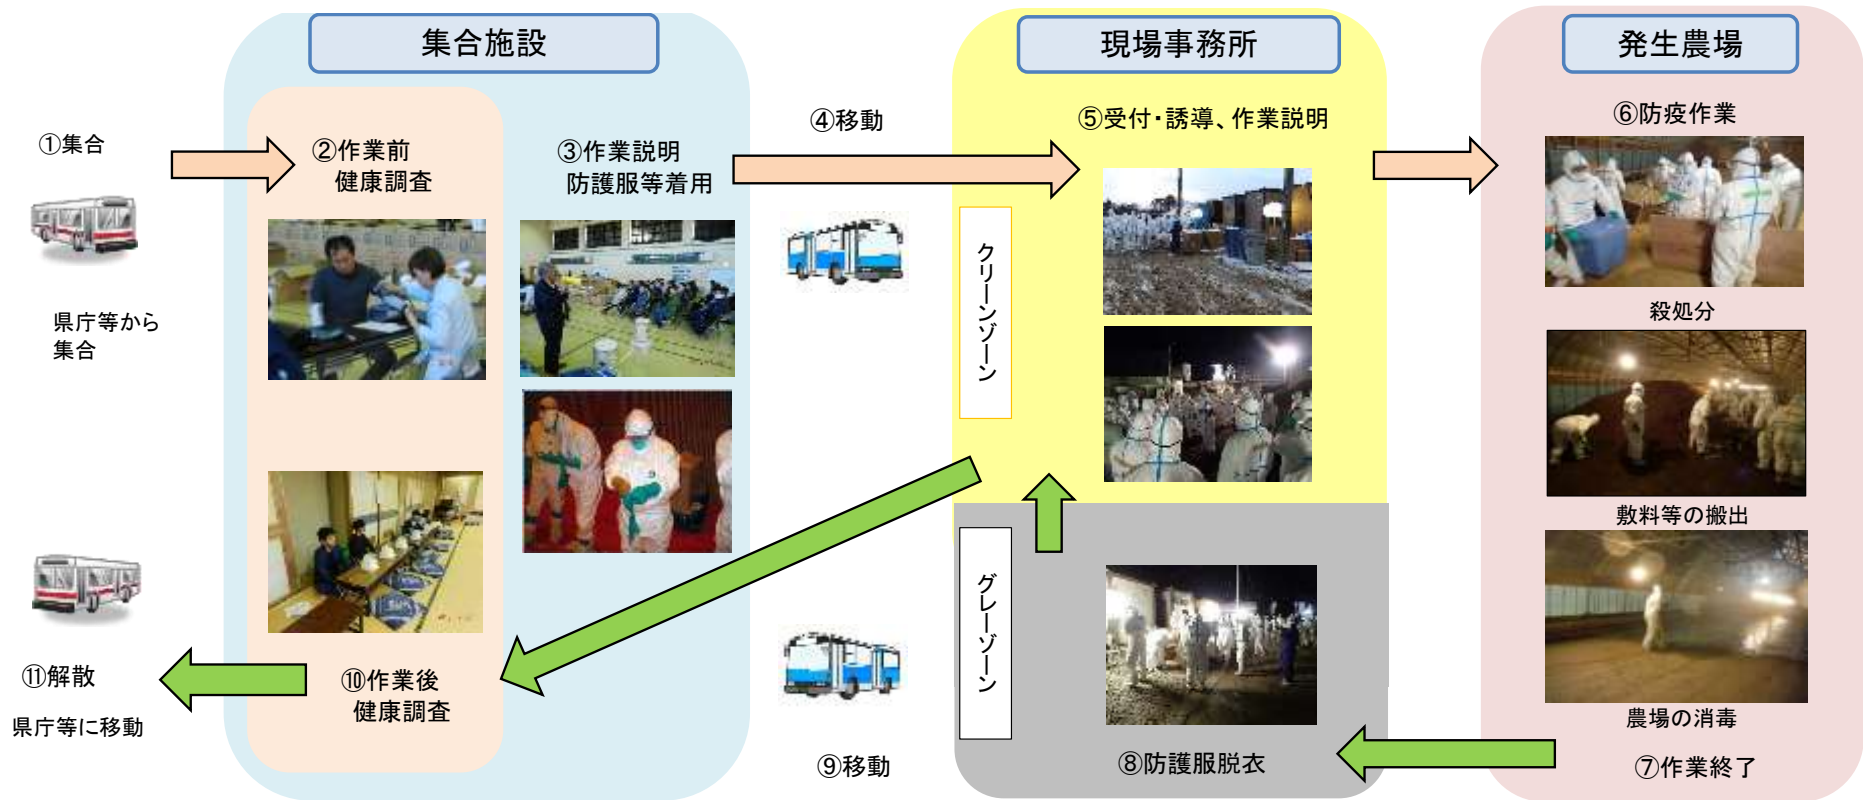 集合施設
現場事務所
発生農場
①集合
県庁等から
集合
②作業前
健康調査
③作業説明
防護服等着用
④移動
⑤受付・誘導、作業説明
クリーンゾーン
⑥防疫作業
殺処分
敷料等の搬出
農場の消毒
⑦作業終了
グレーゾーン
⑧防護服脱衣
⑨移動
⑩作業後
健康調査
⑪解散
県庁等に移動